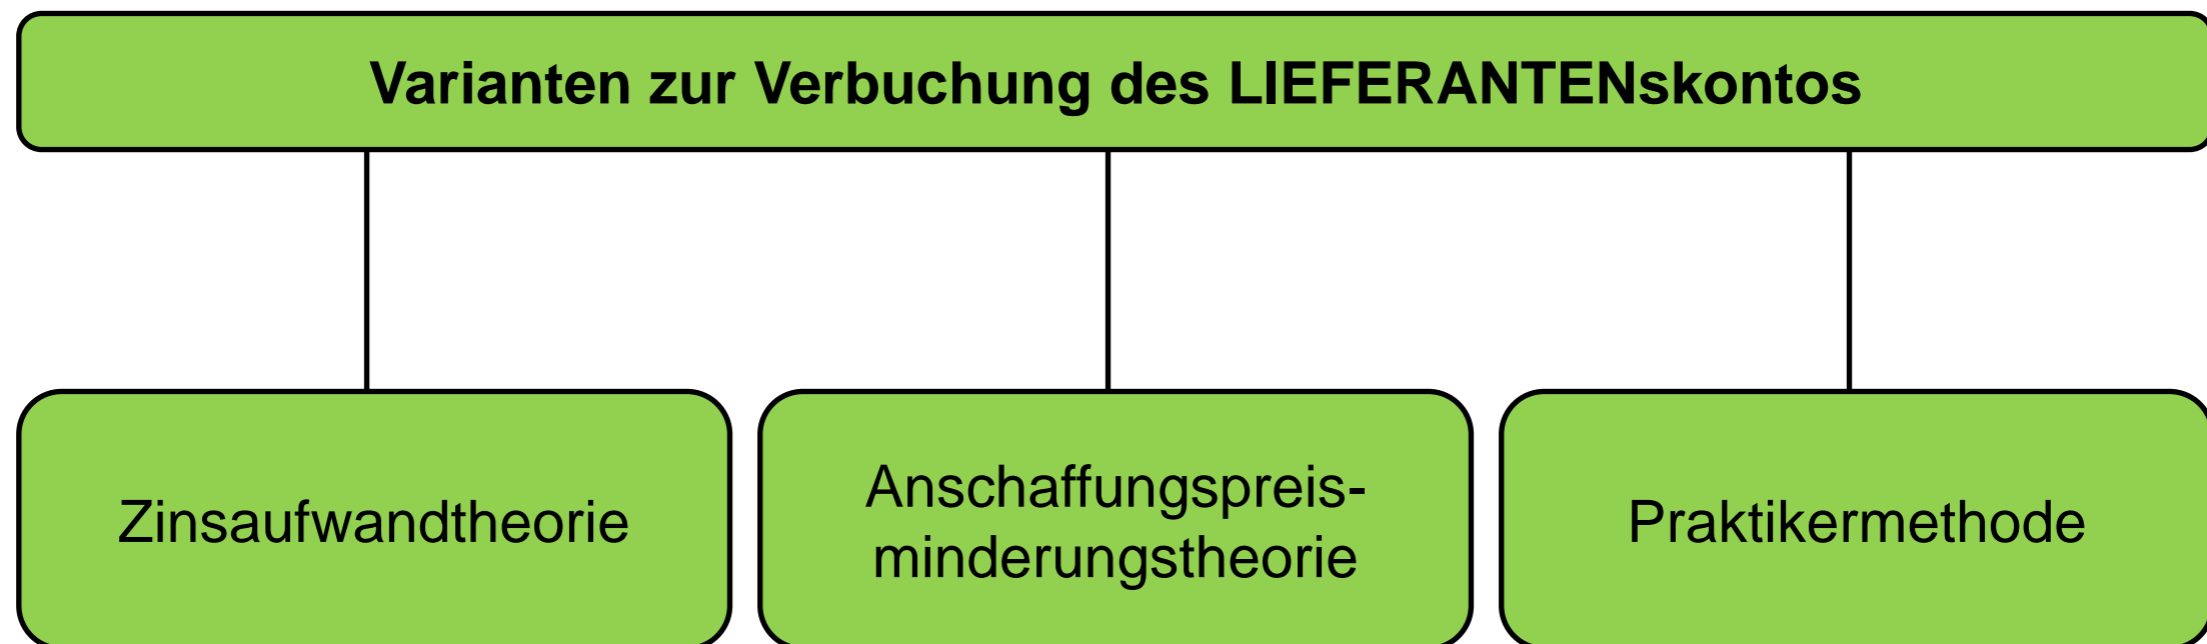 Varianten zur Verbuchung des LIEFERANTENskontos
Zinsaufwandtheorie
Anschaffungspreis-
minderungstheorie
Praktikermethode